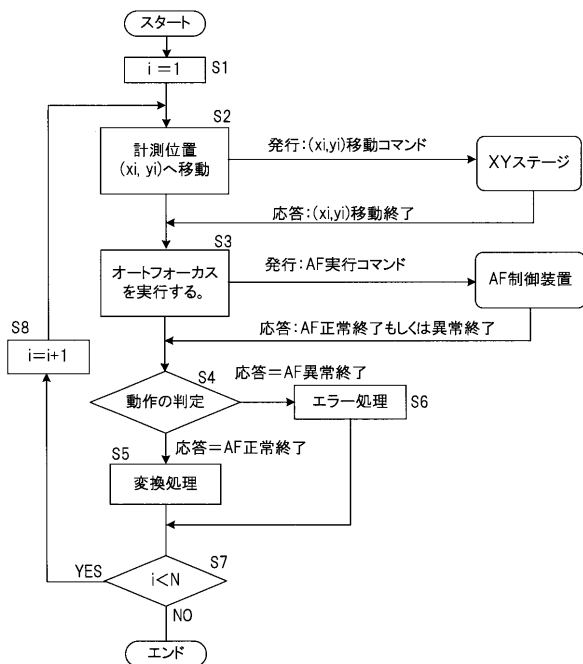 スタート
i=1
S1
S2
計測位置
(xi, yi)へ移動
発行:(xi,yi)移動コマンド
XYステージ
応答:(xi,yi)移動終了
S3
オートフォーカス
を実行する。
発行:AF実行コマンド
AF制御装置
応答:AF正常終了もしくは異常終了
S8
i=i+1
S4
動作の判定
応答=AF異常終了
エラー処理
S6
応答=AF正常終了
S5
変換処理
S7
i<N
YES
NO
エンド